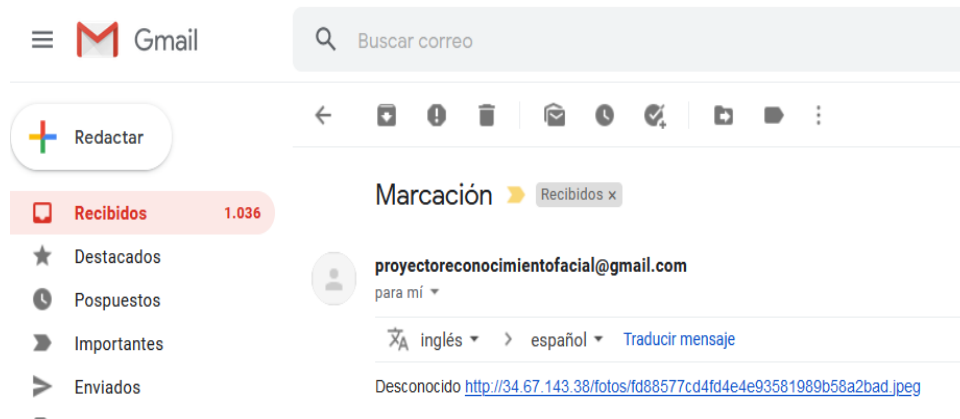 Gmail
Buscar correo
Redactar
Marcación Recibidos x
Recibidos 1.036
Destacados
Pospuestos
Importantes
Enviados
proyectoreconocimientofacial@gmail.com
para mí
inglés > español Traducir mensaje
Desconocido http://34.67.143.38/fotos/fd88577cd4fd4e4e93581989b58a2bad.jpeg